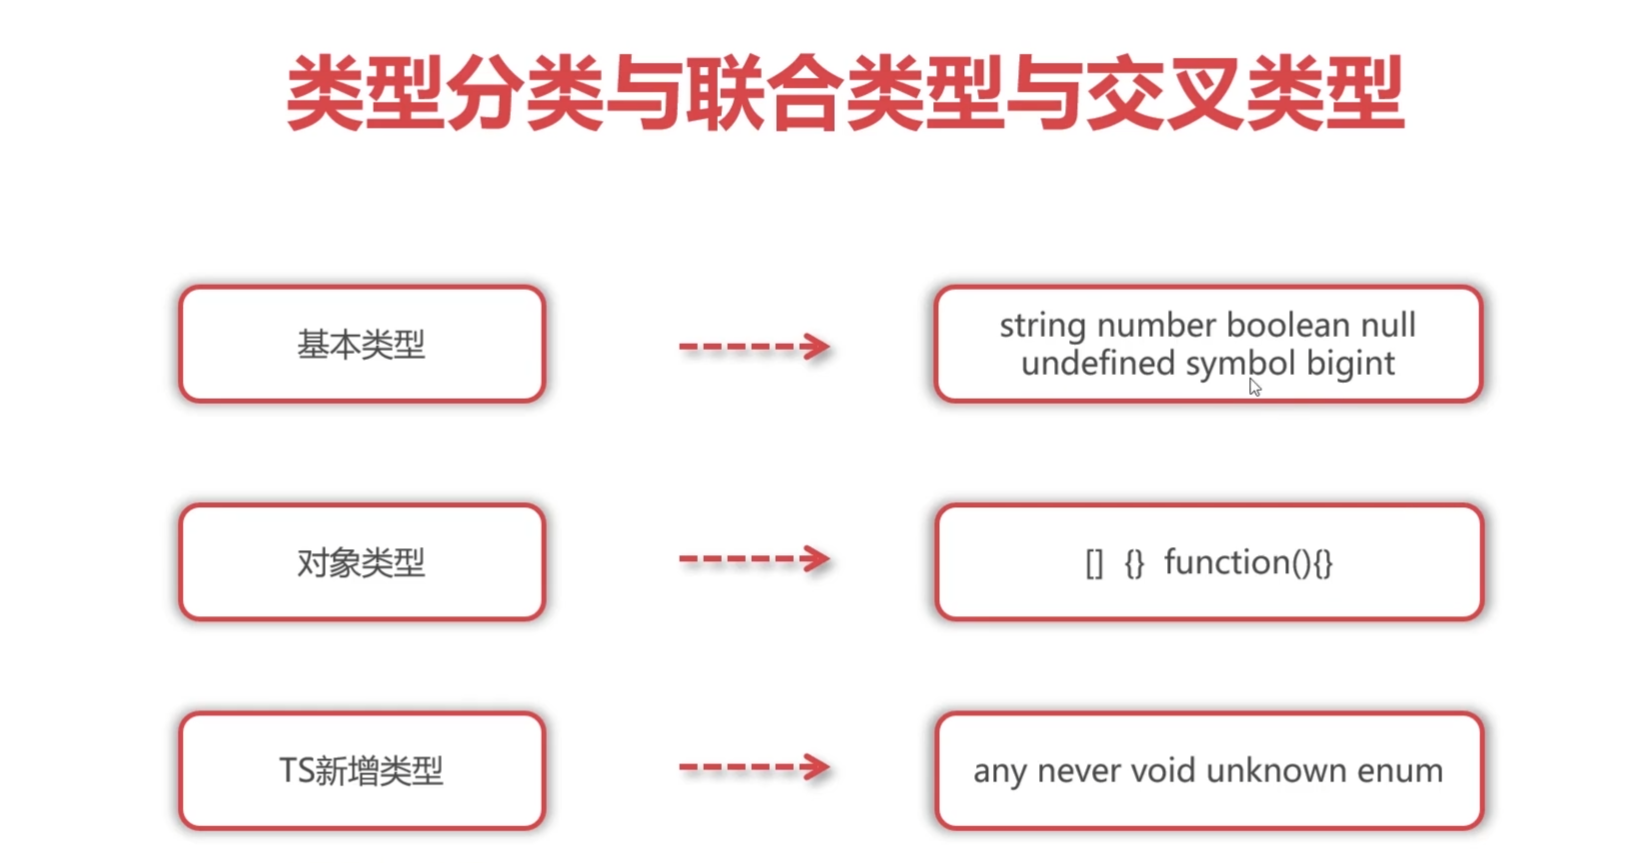 类型分类与联合类型与交叉类型
基本类型
string number boolean null
undefined symbol bigint
对象类型
[] {} function(){}
TS新增类型
any never void unknown enum